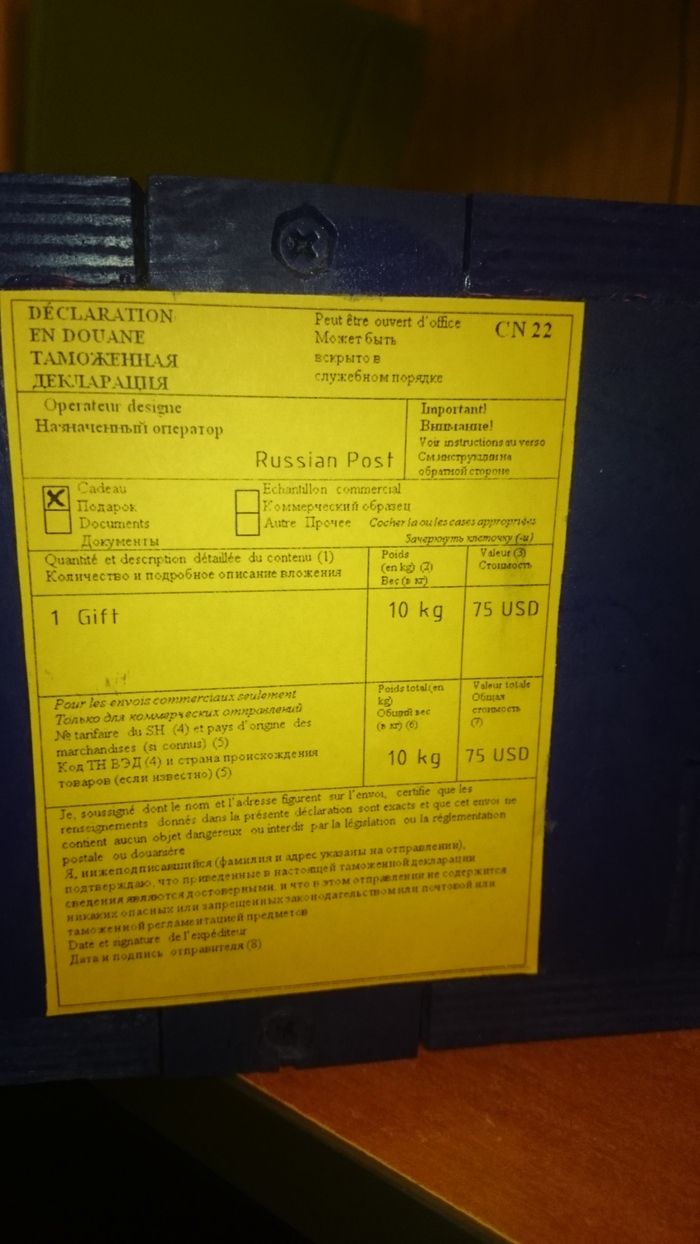 DÉCLARATION
EN DOUANE
ТАМОЖЕННАЯ
ДЕКЛАРАЦИЯ
Peut être ouvert d'office
Может быть
вскрыто в
служебном порядке
CN 22
Operateur designe
Назначенный оператор
Russian Post
Important!
Внимание!
Voir instructions au verso
См инструкции на
обратной стороне
Cadeau
Подарок
Documents
Документы
Echantillon commercial
Коммерческий образец
Autre Прочее Cocher la ou les cases appropriées
Зачеркнуть клеточку (-и)
Quantité et description détaillée du contenu (1)
Количество и подробное описание вложения
Poids
(en kg) (2)
Вес (в кг)
Valeur (3)
Стоимость
1 Gift
10 kg
75 USD
Pour les envois commerciaux seulement
Только для коммерческих отправлений
№ tarifaire du SH (4) et pays d'origine des
marchandises (si connus) (5)
Код ТН ВЭД (4) и страна происхождения
товаров (если известно) (5)
Poids total (en
kg)
Общий вес
(в кг) (6)
10 kg
Valeur totale
Общая
стоимость
(7)
75 USD
Je, soussigné dont le nom et l'adresse figurent sur l'envoi, certifie que les
renseignements donnés dans la présente déclaration sont exacts et que cet envoi ne
contient aucun objet dangereux ou interdit par la législation ou la réglementation
postale ou douanière
Я, нижеподписавшийся (фамилия и адрес указаны на отправлении),
подтверждаю, что приведенные в настоящей таможенной декларации
сведения являются достоверными, и что в этом отправлении не содержится
никаких опасных или запрещенных законодательством или почтовой или
таможенной регламентацией предметов
Date et signature de l'expéditeur
Дата и подпись отправителя (8)